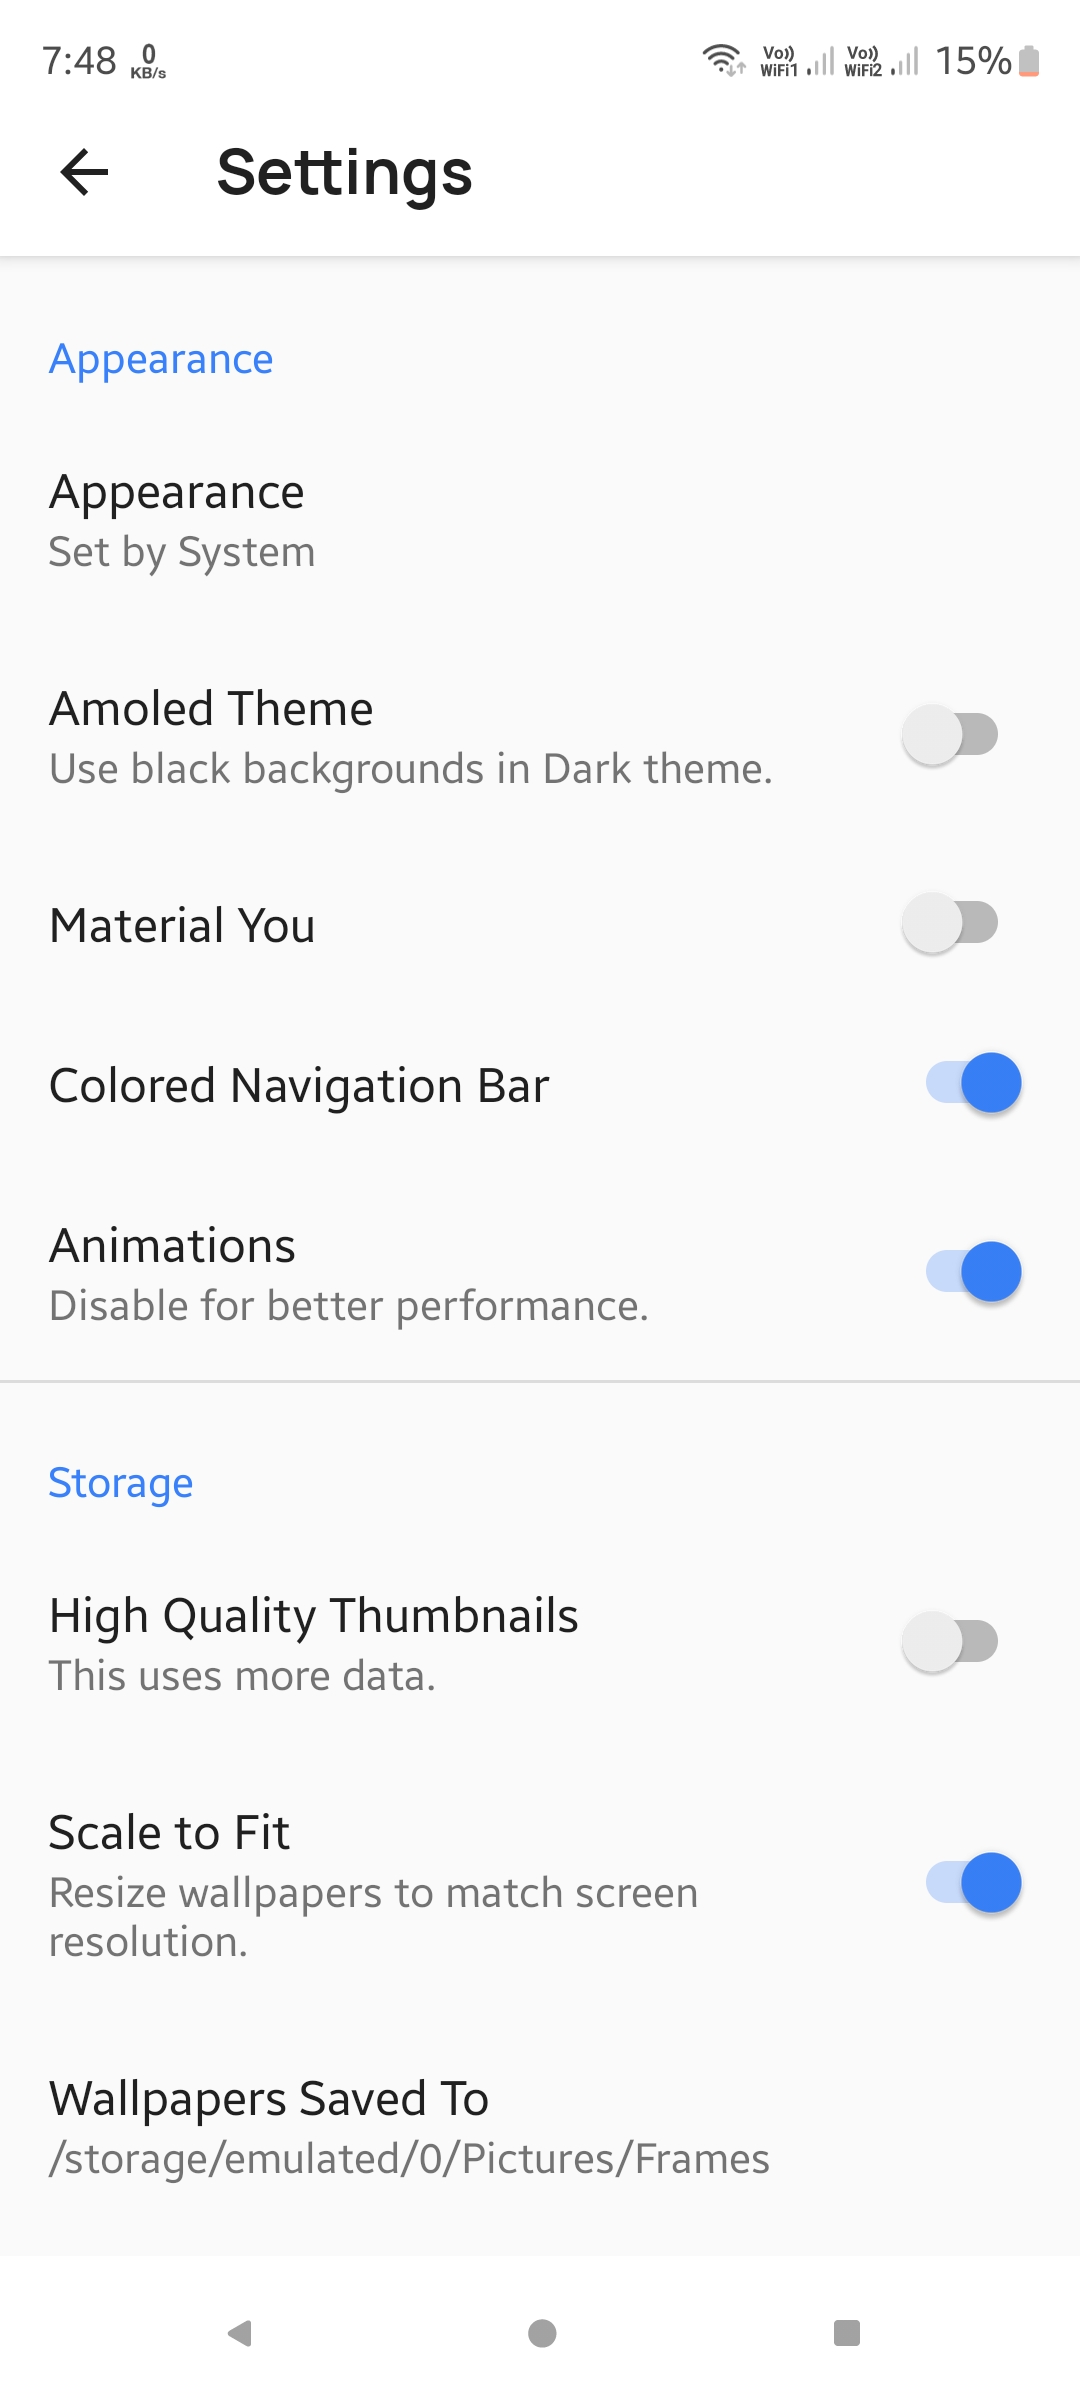 7:48 0 KB/s Vo)) WiFi1 Vo)) WiFi2 15%
Settings
Appearance
Appearance
Set by System
Amoled Theme
Use black backgrounds in Dark theme.
Material You
Colored Navigation Bar
Animations
Disable for better performance.
Storage
High Quality Thumbnails
This uses more data.
Scale to Fit
Resize wallpapers to match screen
resolution.
Wallpapers Saved To
/storage/emulated/0/Pictures/Frames